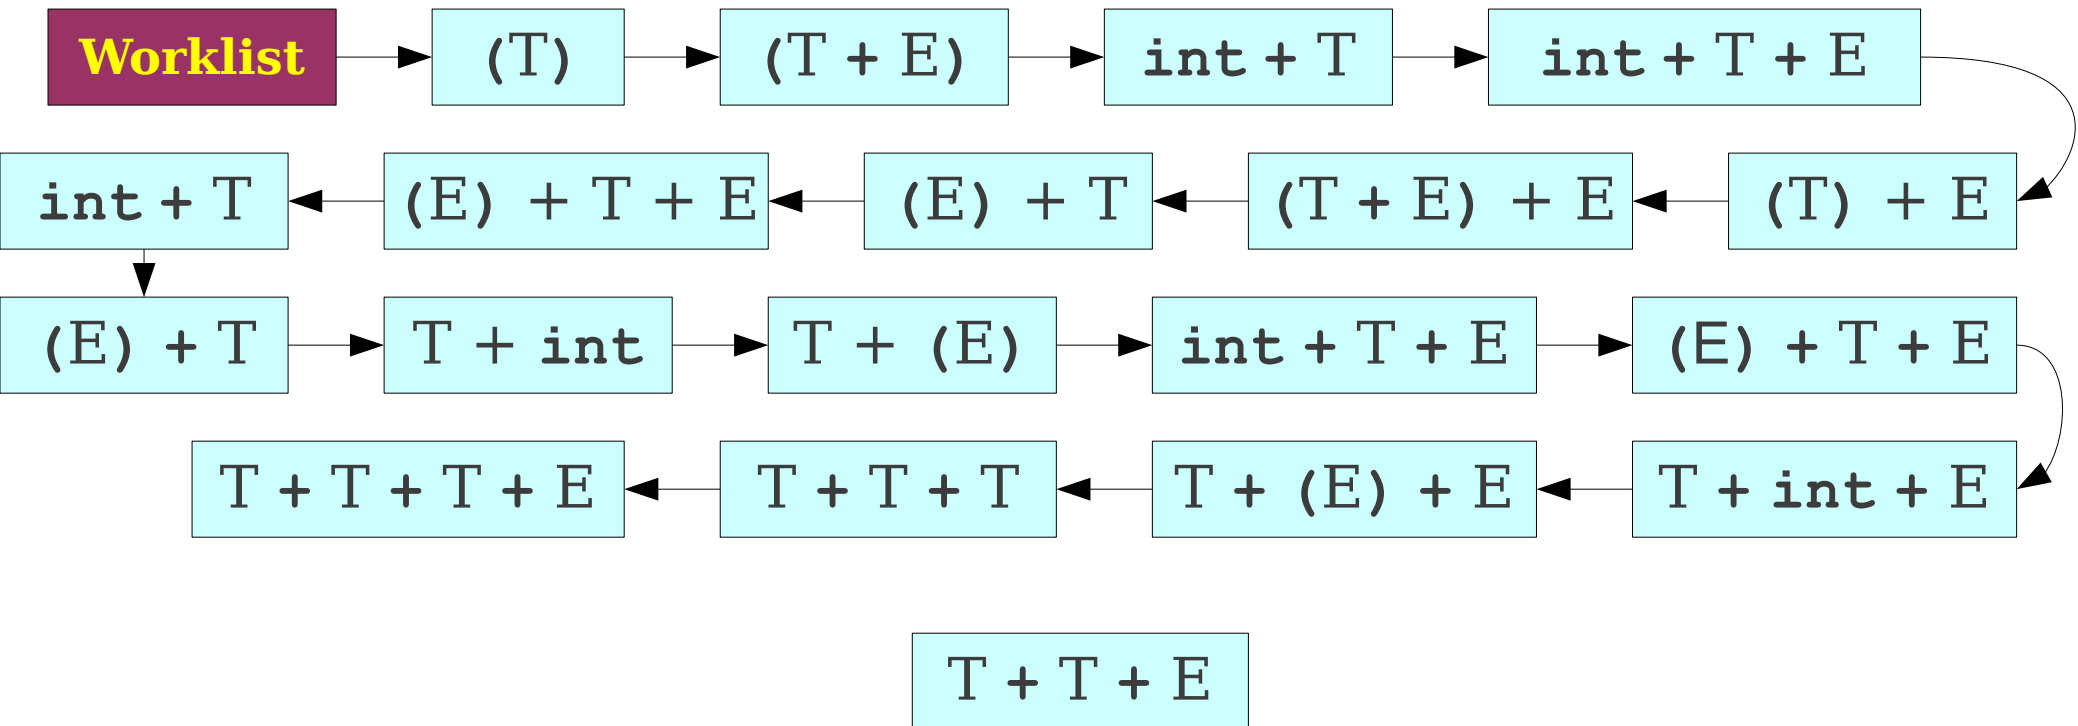 Worklist (T) (T + E) int + T int + T + E
int + T (E) + T + E (E) + T (T + E) + E (T) + E
(E) + T T + int T + (E) int + T + E (E) + T + E
T + T + T + E T + T + T T + (E) + E T + int + E
T + T + E